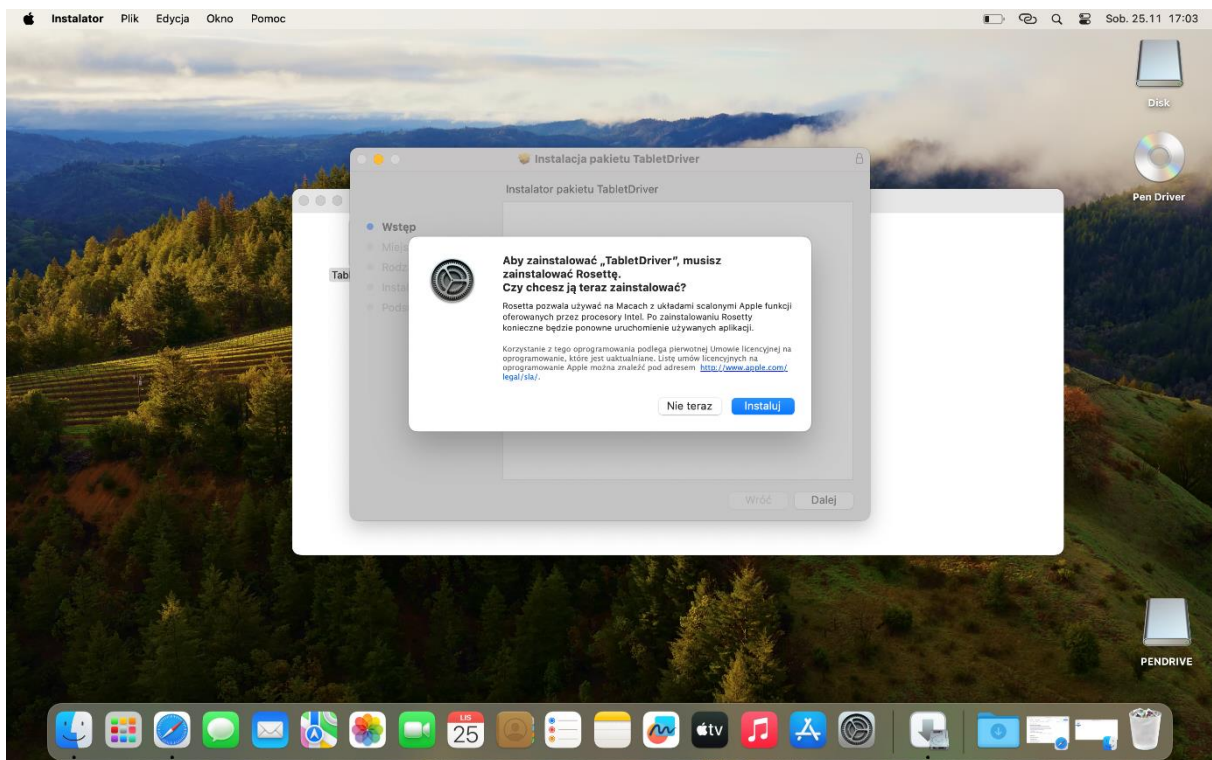 Instalator Plik Edycja Okno Pomoc Sob. 25.11 17:03
Disk
Pen Driver
Instalacja pakietu TabletDriver
Instalator pakietu TabletDriver
Wstęp
Miejs
Rodz
Instal
Pods
Tab
Aby zainstalować „TabletDriver”, musisz
zainstalować Rosettę.
Czy chcesz ją teraz zainstalować?
Rosetta pozwala używać na Macach z układami scalonymi Apple funkcji
oferowanych przez procesory Intel. Po zainstalowaniu Rosetty
konieczne będzie ponowne uruchomienie używanych aplikacji.
Korzystanie z tego oprogramowania podlega pierwotnej Umowie licencyjnej na
oprogramowanie, które jest uaktualniane. Listę umów licencyjnych na
oprogramowanie Apple można znaleźć pod adresem http://www.apple.com/
legal/sla/.
Nie teraz Instaluj
Wróć Dalej
PENDRIVE
LIS
25
tv